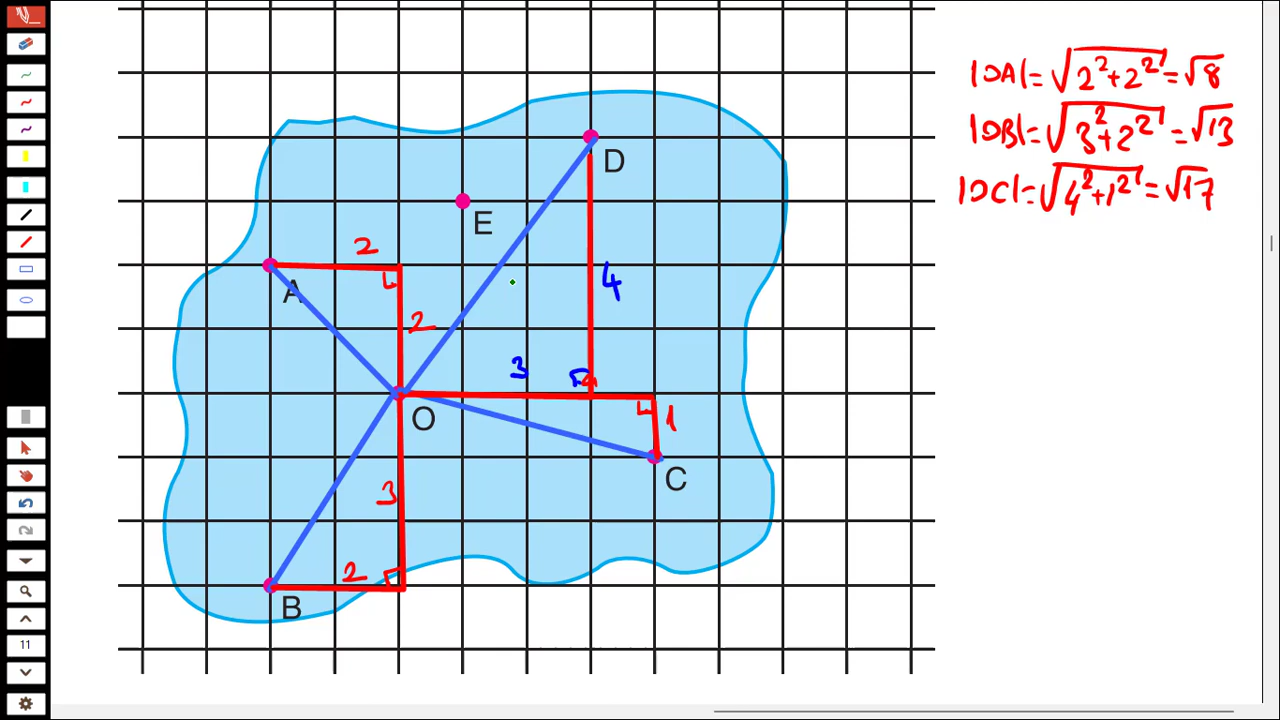 |OA|=√2²+2²=√8
|OB|=√3²+2²=√13
|OC|=√4²+1²=√17
D
E
2
A
2
4
3
O
1
C
3
2
B
11